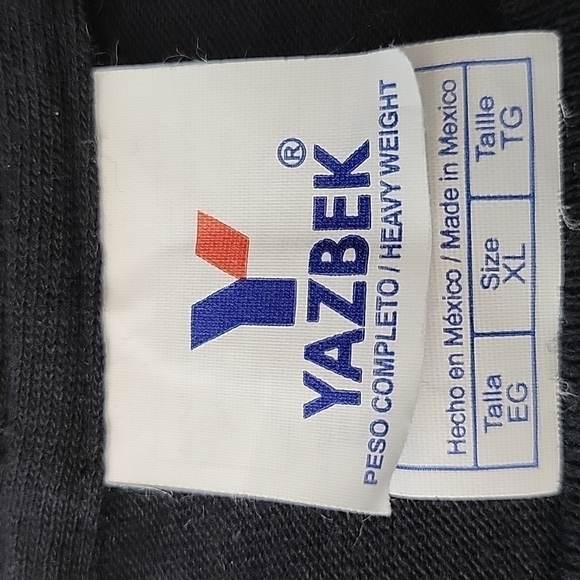 YAZBEK®
PESO COMPLETO / HEAVY WEIGHT
Hecho en México / Made in Mexico
Talla Size Taille
EG XL TG